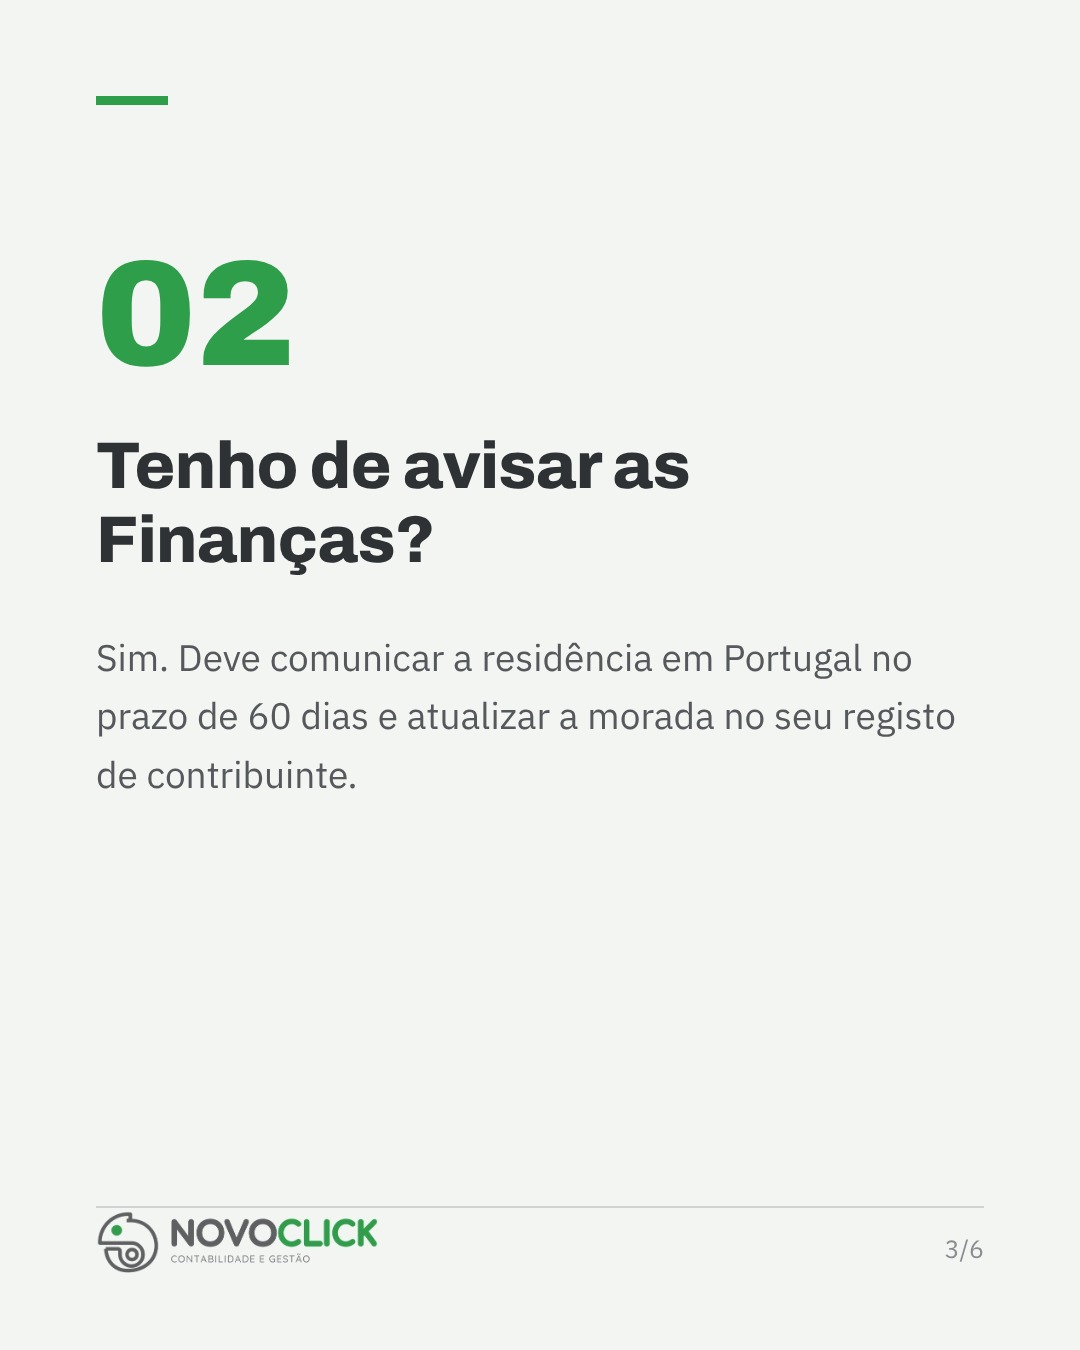 02
Tenho de avisar as
Finanças?
Sim. Deve comunicar a residência em Portugal no
prazo de 60 dias e atualizar a morada no seu registo
de contribuinte.
NOVOCLICK
CONTABILIDADE E GESTÃO
3/6